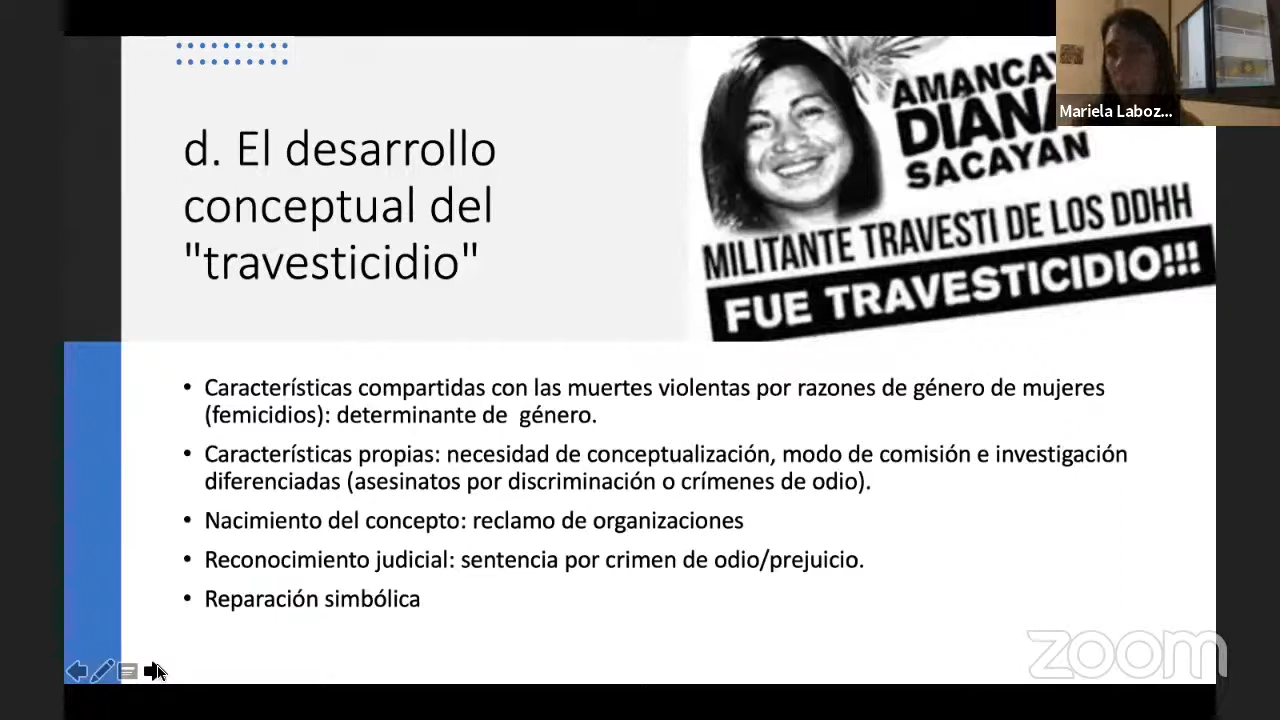 d. El desarrollo
conceptual del
"travesticidio"
AMANCAY
DIANA
SACAYAN
MILITANTE TRAVESTI DE LOS DDHH
FUE TRAVESTICIDIO!!!
Mariela Laboz...
• Características compartidas con las muertes violentas por razones de género de mujeres
(femicidios): determinante de  género.
• Características propias: necesidad de conceptualización, modo de comisión e investigación
diferenciadas (asesinatos por discriminación o crímenes de odio).
• Nacimiento del concepto: reclamo de organizaciones
• Reconocimiento judicial: sentencia por crimen de odio/prejuicio.
• Reparación simbólica
zoom